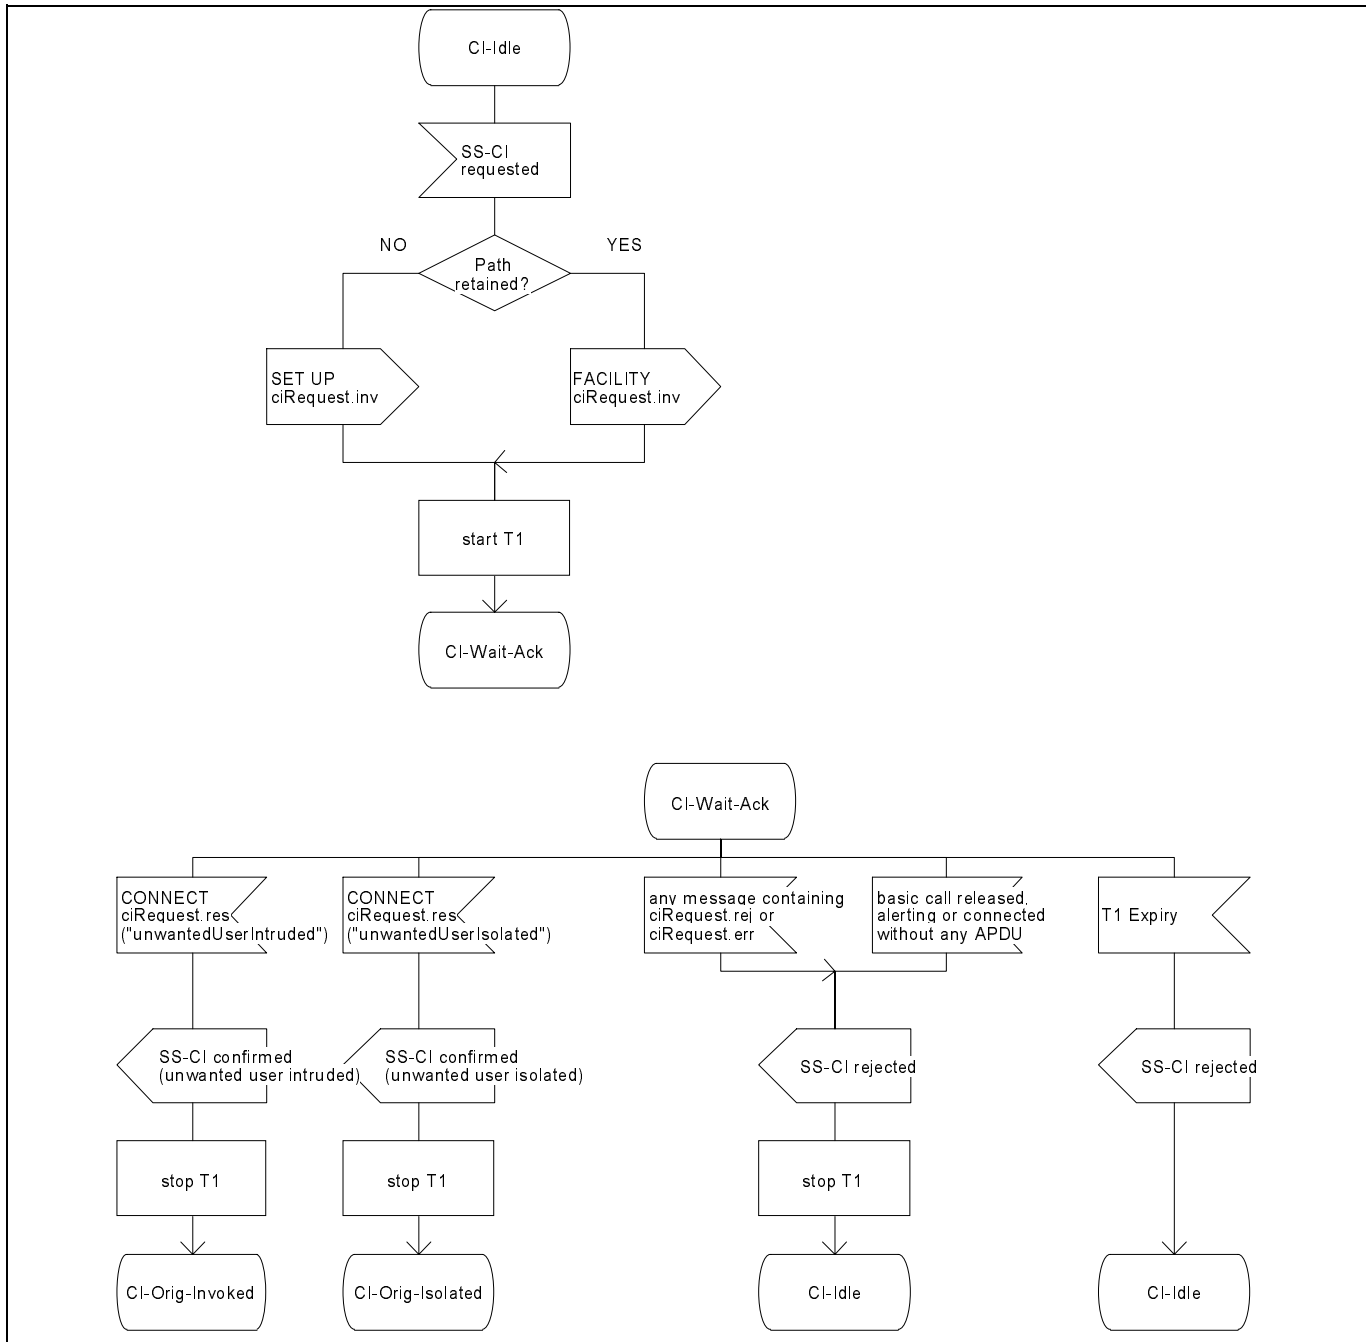 CI-Idle
SS-CI
requested
NO
YES
Path
retained?
SET UP
ciRequest.inv
FACILITY
ciRequest.inv
start T1
CI-Wait-Ack
CI-Wait-Ack
CONNECT
ciRequest.res
("unwantedUserIntruded")
CONNECT
ciRequest.res
("unwantedUserIsolated")
any message containing
ciRequest.rej or
ciRequest.err
basic call released,
alerting or connected
without any APDU
T1 Expiry
SS-CI confirmed
(unwanted user intruded)
SS-CI confirmed
(unwanted user isolated)
SS-CI rejected
SS-CI rejected
stop T1
stop T1
stop T1
CI-Orig-Invoked
CI-Orig-Isolated
CI-Idle
CI-Idle